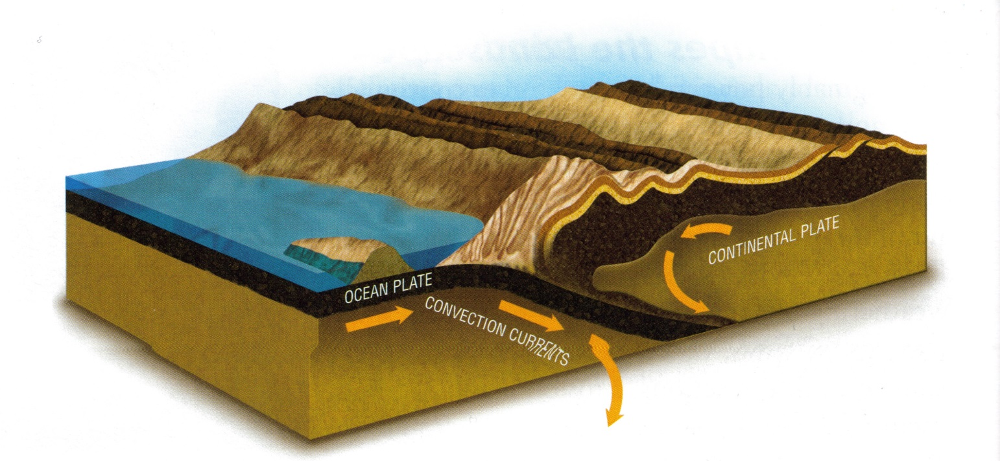 OCEAN PLATE
CONVECTION CURRENTS
CONTINENTAL PLATE